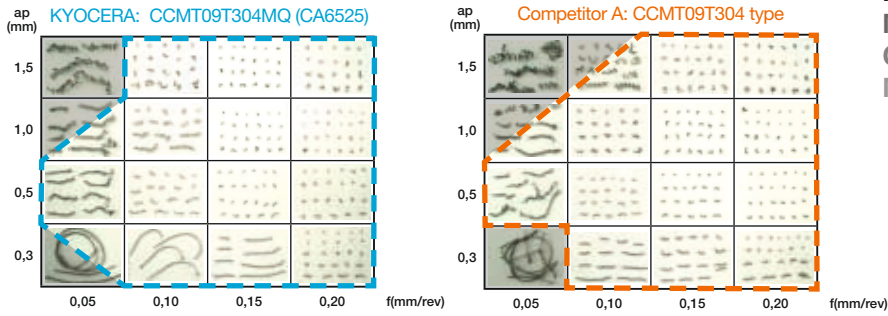 KYOCERA: CCMT09T304MQ (CA6525)
ap
(mm)
1,5
1,0
0,5
0,3
0,05 0,10 0,15 0,20 f(mm/rev)
Competitor A: CCMT09T304 type
ap
(mm)
1,5
1,0
0,5
0,3
0,05 0,10 0,15 0,20 f(mm/rev)